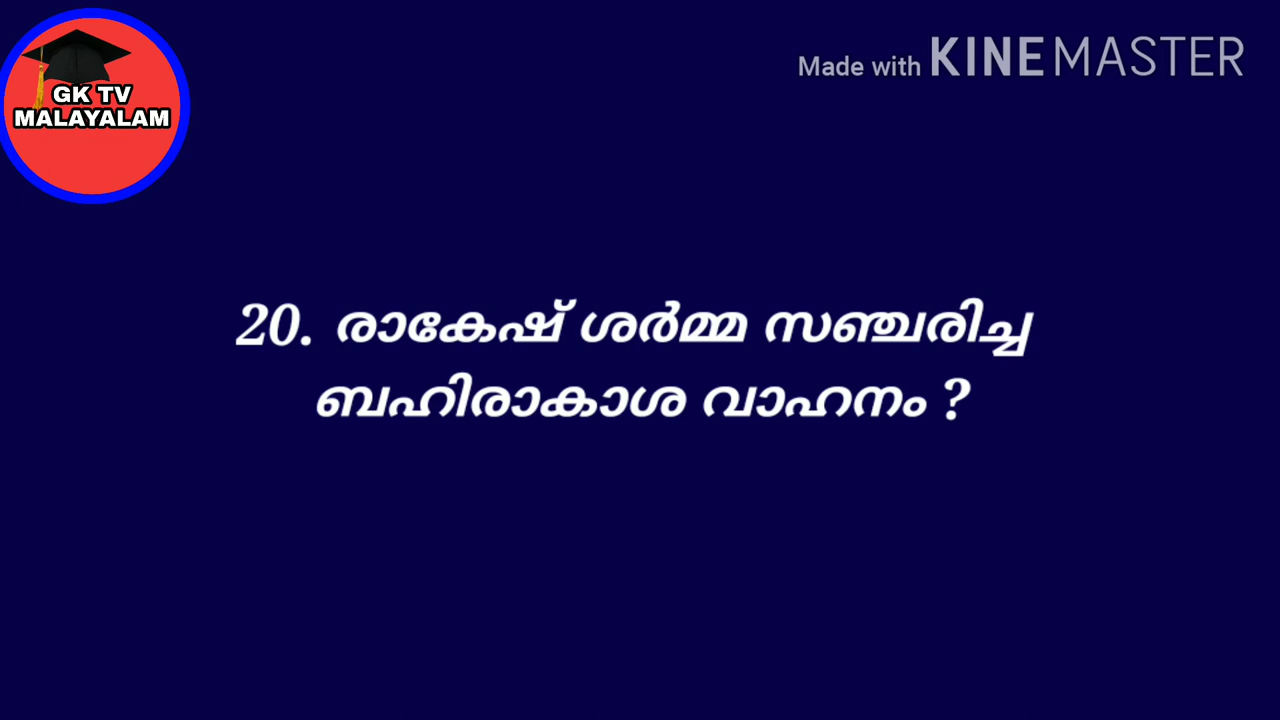 GK TV
MALAYALAM
Made with KINEMASTER
20. രാകേഷ് ശർമ്മ സഞ്ചരിച്ച
ബഹിരാകാശ വാഹനം ?